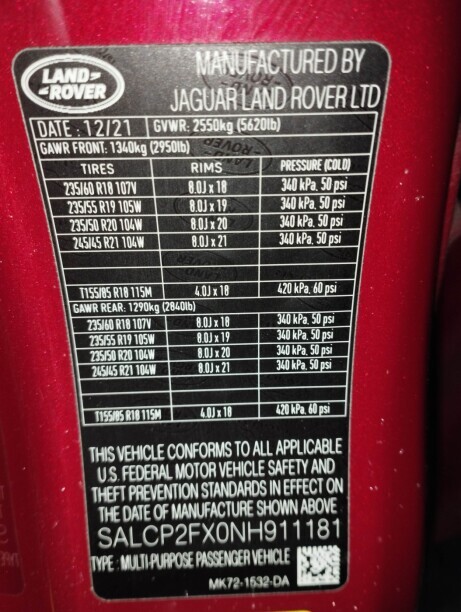 LAND-
-ROVER
MANUFACTURED BY
JAGUAR LAND ROVER LTD
DATE : 12/21 GVWR: 2550kg (5620lb)
GAWR FRONT: 1340kg (2950lb)
TIRES RIMS PRESSURE (COLD)
235/60 R18 107V 8.0J x 18 340 kPa, 50 psi
235/55 R19 105W 8.0J x 19 340 kPa, 50 psi
235/50 R20 104W 8.0J x 20 340 kPa, 50 psi
245/45 R21 104W 8.0J x 21 340 kPa, 50 psi
T155/85 R18 115M 4.0J x 18 420 kPa, 60 psi
GAWR REAR: 1290kg (2840lb)
235/60 R18 107V 8.0J x 18 340 kPa, 50 psi
235/55 R19 105W 8.0J x 19 340 kPa, 50 psi
235/50 R20 104W 8.0J x 20 340 kPa, 50 psi
245/45 R21 104W 8.0J x 21 340 kPa, 50 psi
T155/85 R18 115M 4.0J x 18 420 kPa, 60 psi
THIS VEHICLE CONFORMS TO ALL APPLICABLE
U.S. FEDERAL MOTOR VEHICLE SAFETY AND
THEFT PREVENTION STANDARDS IN EFFECT ON
THE DATE OF MANUFACTURE SHOWN ABOVE
SALCP2FX0NH911181
TYPE : MULTI-PURPOSE PASSENGER VEHICLE
MK72-1532-DA